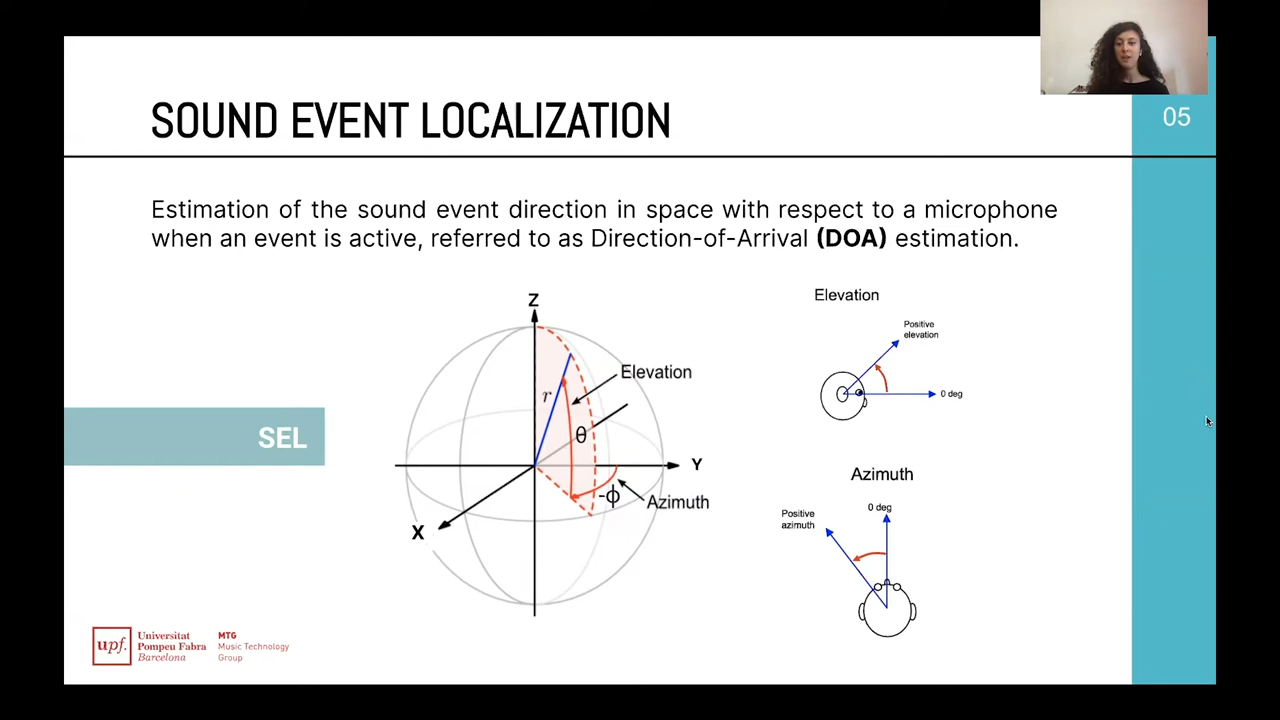 SOUND EVENT LOCALIZATION
05
Estimation of the sound event direction in space with respect to a microphone
when an event is active, referred to as Direction-of-Arrival (DOA) estimation.
SEL
Z
Elevation
r
θ
Y
-ϕ
Azimuth
X
Elevation
Positive
elevation
0 deg
Azimuth
0 deg
Positive
azimuth
upf.
Universitat
Pompeu Fabra
Barcelona
MTG
Music Technology
Group